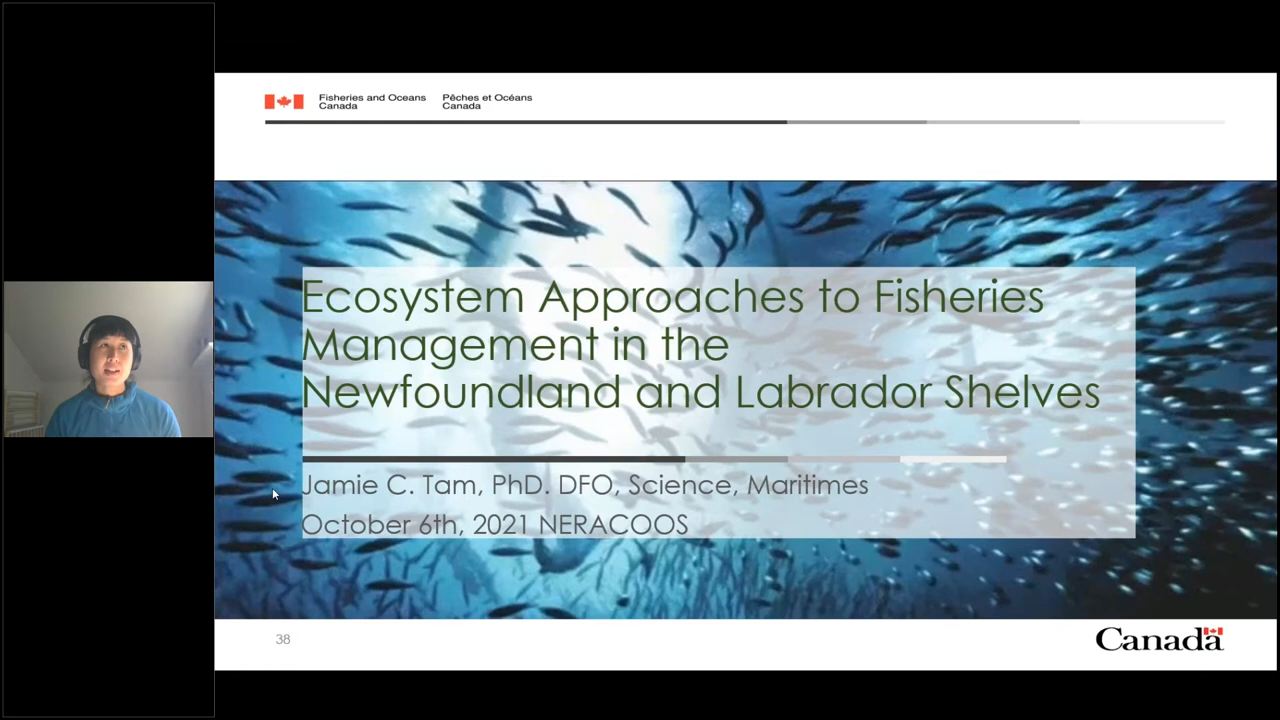 Fisheries and Oceans
Canada
Pêches et Océans
Canada
Ecosystem Approaches to Fisheries
Management in the
Newfoundland and Labrador Shelves
Jamie C. Tam, PhD. DFO, Science, Maritimes
October 6th, 2021 NERACOOS
38
Canada